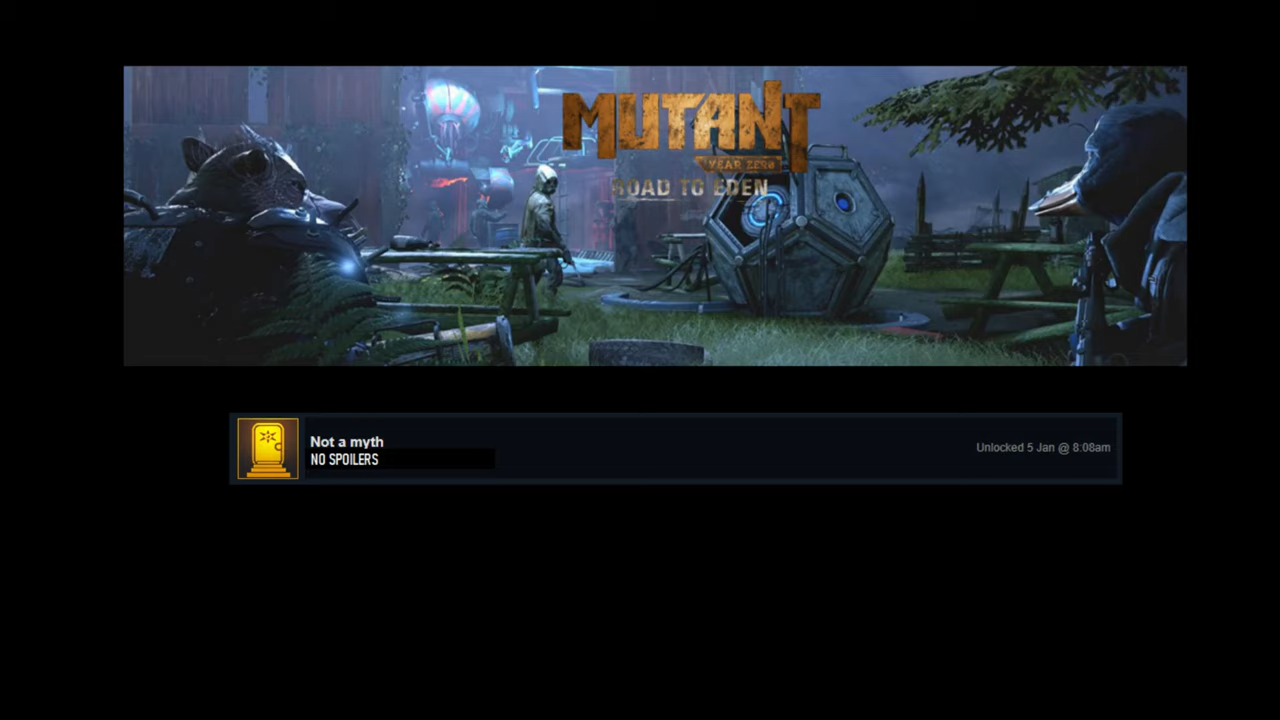 MUTANT
YEAR ZERO
ROAD TO EDEN
Not a myth
NO SPOILERS
Unlocked 5 Jan @ 8:08am